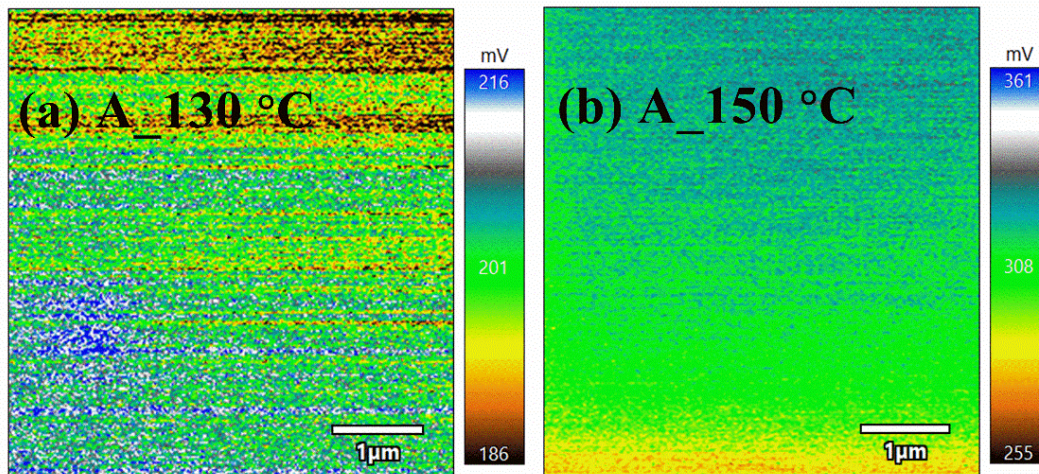 (a) A_130 °C
mV
216
201
186
1μm
(b) A_150 °C
mV
361
308
255
1μm